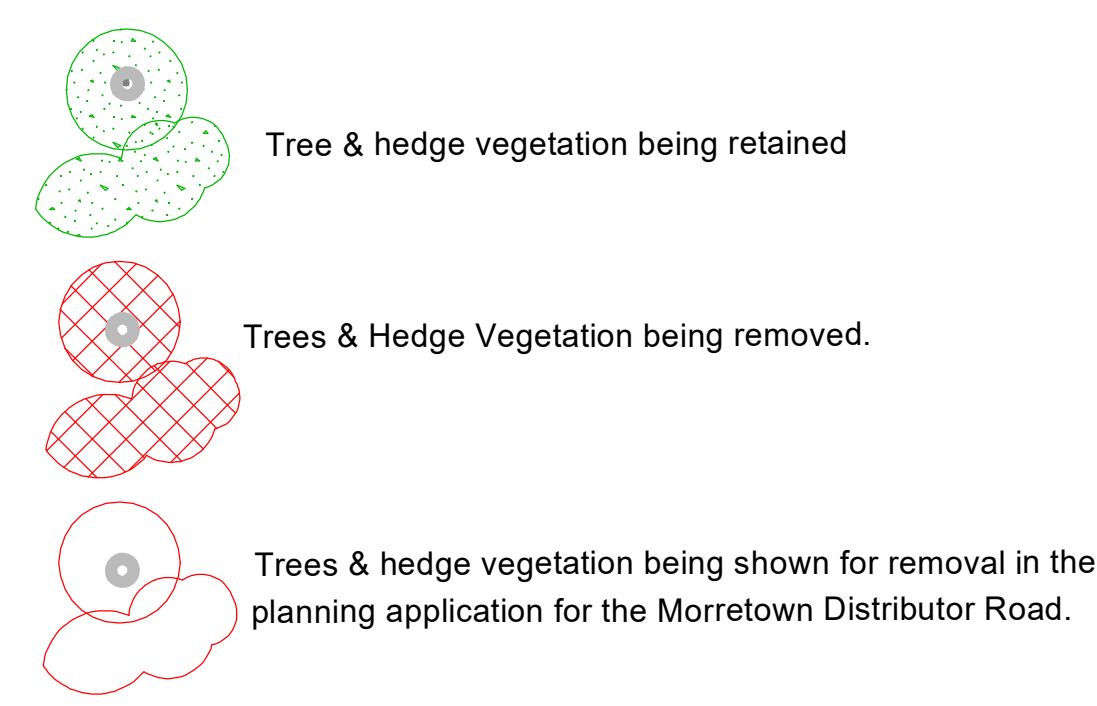 Tree & hedge vegetation being retained
Trees & Hedge Vegetation being removed.
Trees & hedge vegetation being shown for removal in the
planning application for the Morretown Distributor Road.